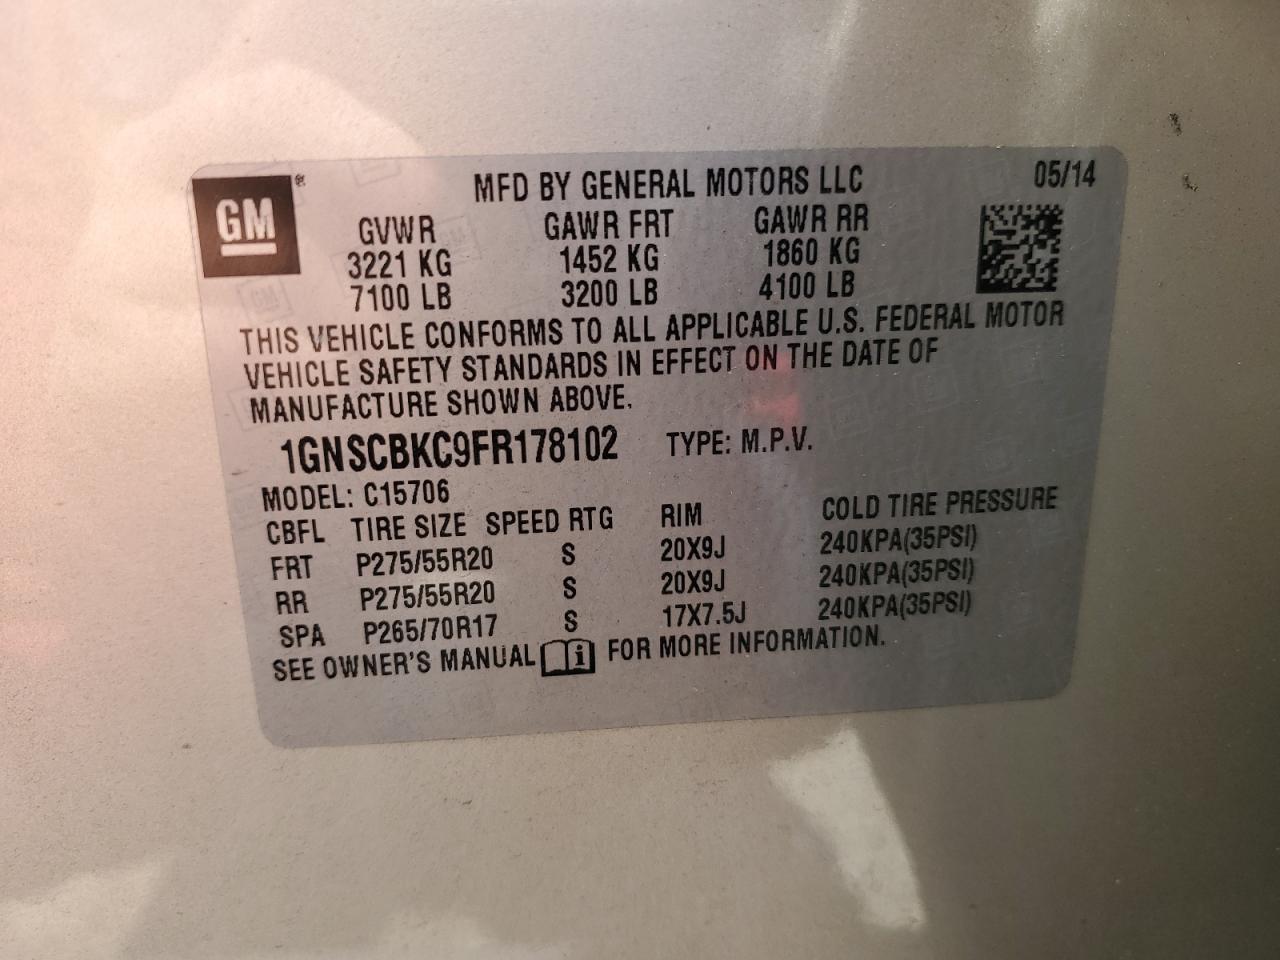 GM ®
MFD BY GENERAL MOTORS LLC 05/14
GVWR GAWR FRT GAWR RR
3221 KG 1452 KG 1860 KG
7100 LB 3200 LB 4100 LB
THIS VEHICLE CONFORMS TO ALL APPLICABLE U.S. FEDERAL MOTOR
VEHICLE SAFETY STANDARDS IN EFFECT ON THE DATE OF
MANUFACTURE SHOWN ABOVE.
1GNSCBKC9FR178102 TYPE: M.P.V.
MODEL: C15706
CBFL TIRE SIZE SPEED RTG RIM COLD TIRE PRESSURE
FRT P275/55R20 S 20X9J 240KPA(35PSI)
RR P275/55R20 S 20X9J 240KPA(35PSI)
SPA P265/70R17 S 17X7.5J 240KPA(35PSI)
SEE OWNER'S MANUAL i FOR MORE INFORMATION.